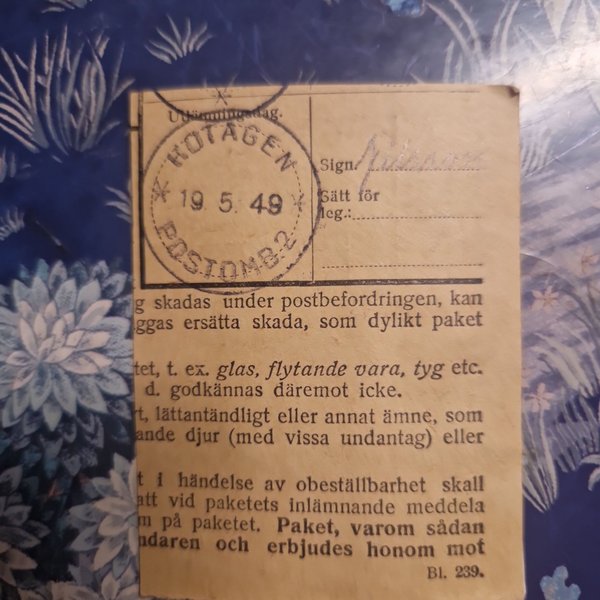 Utlämningsdag.
HOTAGEN
19. 5. 49
POSTOMB. 2
Sign.
Sätt för
leg.:
g skadas under postbefordringen, kan
ggas ersätta skada, som dylikt paket
tet, t. ex. glas, flytande vara, tyg etc.
d. godkännas däremot icke.
rt, lättantändligt eller annat ämne, som
ande djur (med vissa undantag) eller
t i händelse av obeställbarhet skall
att vid paketets inlämnande meddela
m på paketet. Paket, varom sådan
ndaren och erbjudes honom mot
Bl. 239.